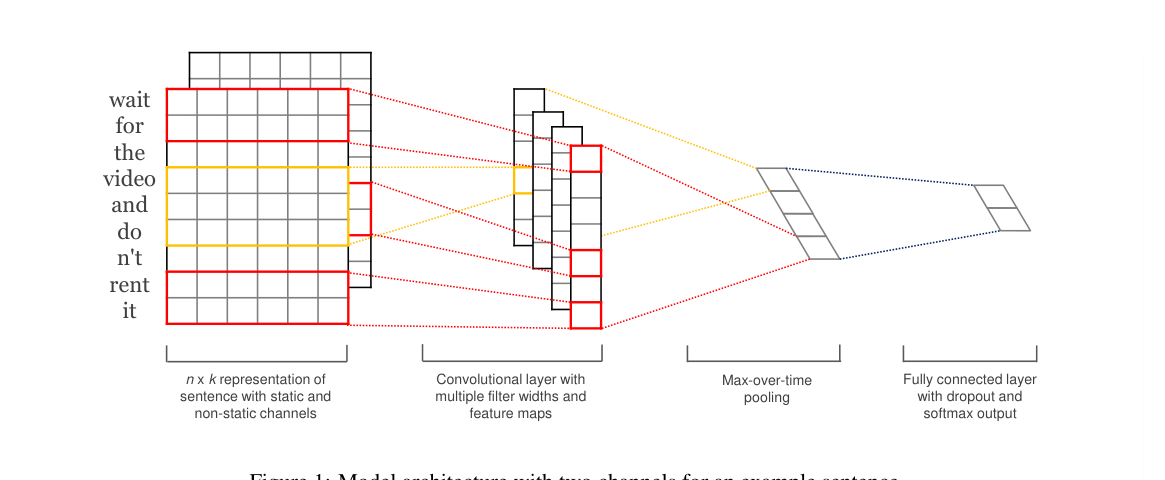 wait
for
the
video
and
do
n't
rent
it
n x k representation of
sentence with static and
non-static channels
Convolutional layer with
multiple filter widths and
feature maps
Max-over-time
pooling
Fully connected layer
with dropout and
softmax output
Figure 1: Model architecture with two channels for an example sentence.